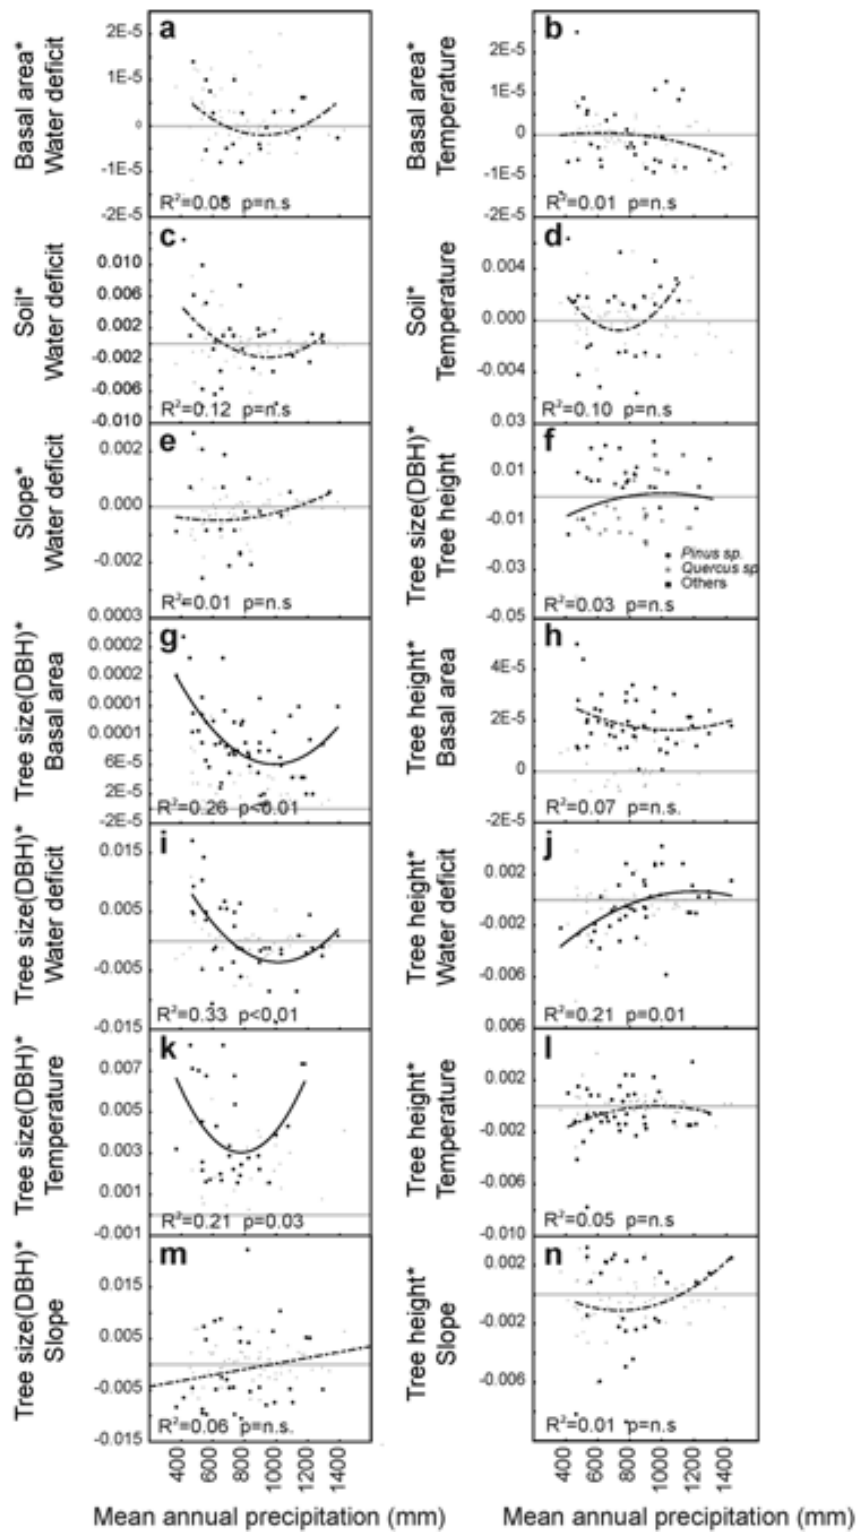 a
Basal area*
Water deficit
2E-5
1E-5
0
-1E-5
-2E-5
R²=0.08 p=n.s
b
Basal area*
Temperature
2E-5
1E-5
0
-1E-5
-2E-5
R²=0.01 p=n.s
c
Soil*
Water deficit
0.010
0.006
0.002
-0.002
-0.006
-0.010
R²=0.12 p=n.s
d
Soil*
Temperature
0.004
0.000
-0.004
R²=0.10 p=n.s
e
Slope*
Water deficit
0.002
0.000
-0.002
R²=0.01 p=n.s
f
Tree size(DBH)*
Tree height
0.03
0.01
-0.01
-0.03
-0.05
Pinus sp.
Quercus sp
Others
R²=0.03 p=n.s
g
Tree size(DBH)*
Basal area
0.0003
0.0002
0.0002
0.0001
0.0001
6E-5
2E-5
-2E-5
R²=0.26 p<0.01
h
Tree height*
Basal area
4E-5
2E-5
0
-2E-5
R²=0.07 p=n.s.
i
Tree size(DBH)*
Water deficit
0.015
0.005
-0.005
-0.015
R²=0.33 p<0.01
j
Tree height*
Water deficit
0.002
-0.002
-0.006
R²=0.21 p=0.01
k
Tree size(DBH)*
Temperature
0.007
0.005
0.003
0.001
-0.001
R²=0.21 p=0.03
l
Tree height*
Temperature
0.006
0.002
-0.002
-0.006
-0.010
R²=0.05 p=n.s
m
Tree size(DBH)*
Slope
0.015
0.005
-0.005
-0.015
R²=0.06 p=n.s.
n
Tree height*
Slope
0.002
-0.002
-0.006
R²=0.01 p=n.s
400
600
800
1000
1200
1400
Mean annual precipitation (mm)
400
600
800
1000
1200
1400
Mean annual precipitation (mm)